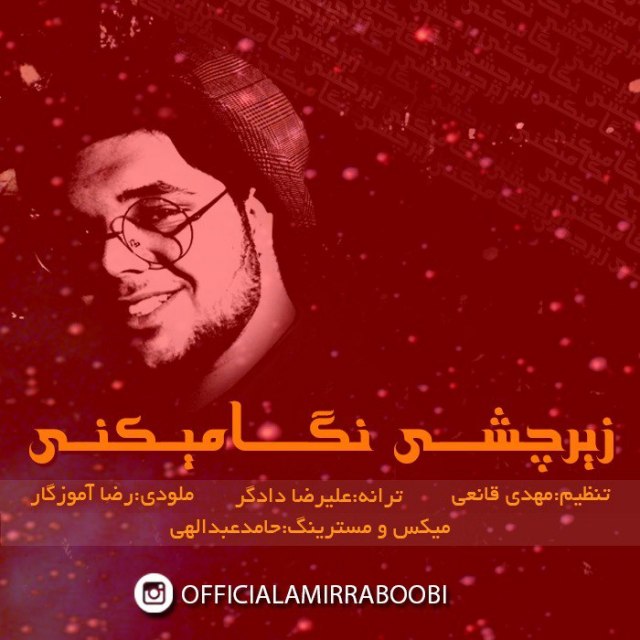 زیرچشی نگامیکنی
تنظیم:مهدی قانعی ترانه:علیرضا دادگر ملودی:رضا آموزگار
میکس و مسترینگ:حامدعبدالهی
OFFICIALAMIRRABOOBI